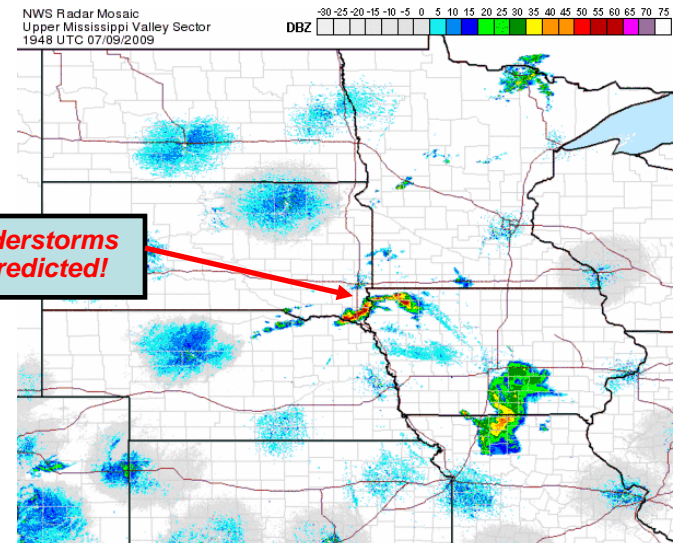 NWS Radar Mosaic
Upper Mississippi Valley Sector
1948 UTC 07/09/2009
DBZ
-30 -25 -20 -15 -10 -5 0 5 10 15 20 25 30 35 40 45 50 55 60 65 70 75
derstorms
redicted!